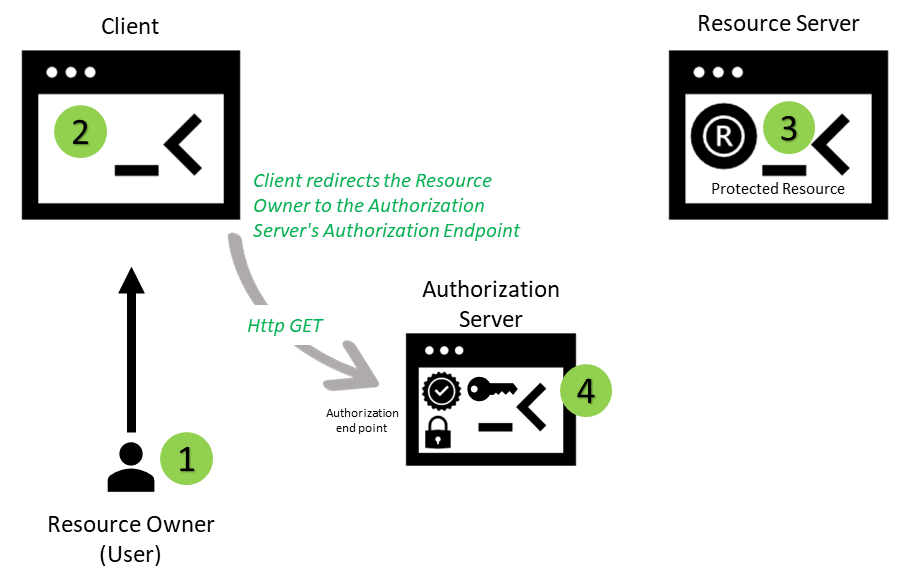 Client
Resource Server
2
R
3
Protected Resource
Client redirects the Resource
Owner to the Authorization
Server's Authorization Endpoint
Authorization
Server
Http GET
4
Authorization
end point
1
Resource Owner
(User)